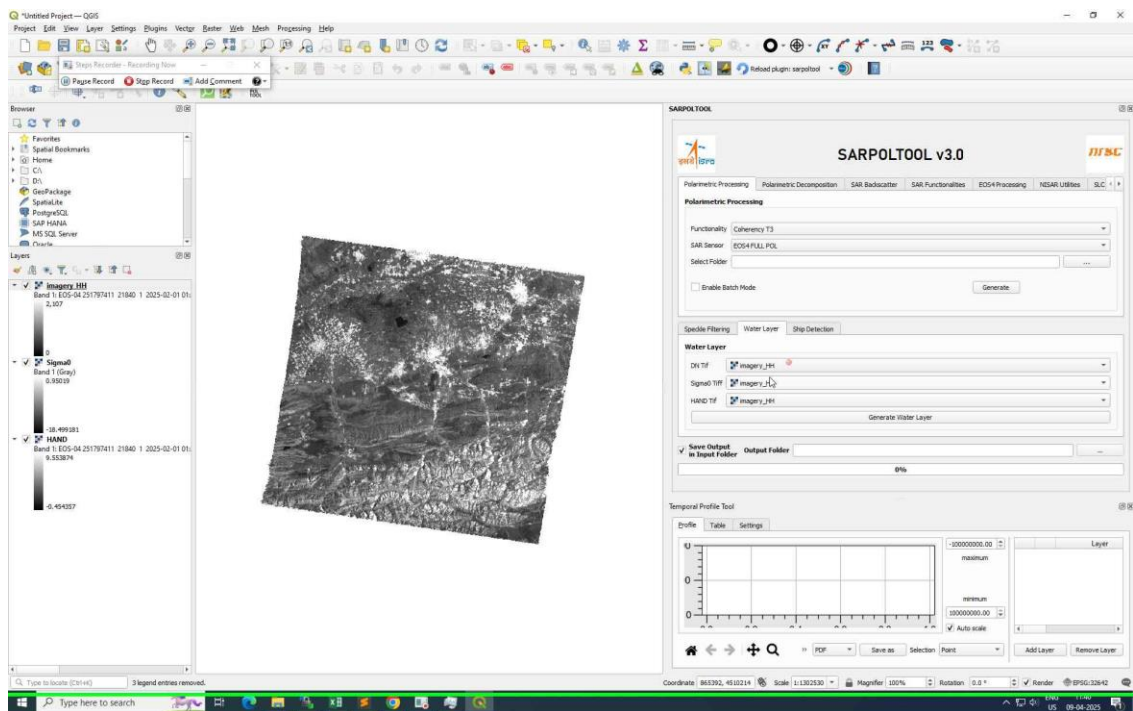 *Untitled Project — QGIS
Project Edit View Layer Settings Plugins Vector Raster Web Mesh Processing Help
Steps Recorder - Recording Now
Reload plugin: sarpoltool
Pause Record Stop Record Add Comment
Browser
Favorites
Spatial Bookmarks
Home
C:\
D:\
GeoPackage
SpatiaLite
PostgreSQL
SAP HANA
MS SQL Server
Oracle
Layers
imagery_HH
Band 1: EOS-04 251797411 21840 1 2025-02-01 01:
2,107
0
Sigma0
Band 1 (Gray)
0.95019
-18.499181
HAND
Band 1: EOS-04 251797411 21840 1 2025-02-01 01:
9.553874
-0.454357
SARPOLTOOL
इसरो isro
SARPOLTOOL v3.0
nrsc
Polarimetric Processing Polarimetric Decomposition SAR Backscatter SAR Functionalities EOS4 Processing NISAR Utilities SLC
Polarimetric Processing
Functionality Coherency T3
SAR Sensor EOS4 FULL POL
Select Folder ...
Enable Batch Mode Generate
Speckle Filtering Water Layer Ship Detection
Water Layer
DN Tif imagery_HH
Sigma0 Tiff imagery_HH
HAND Tif imagery_HH
Generate Water Layer
Save Output in Input Folder Output Folder ...
0%
Temporal Profile Tool
Profile Table Settings
-100000000.00
maximum
minimum
100000000.00
Auto scale
Layer
PDF Save as Selection Point Add Layer Remove Layer
Type to locate (Ctrl+K) 3 legend entries removed. Coordinate 865392, 4510214 Scale 1:1302530 Magnifier 100% Rotation 0.0 ° Render EPSG:32642
Type here to search
ENG 11:40
US 09-04-2025